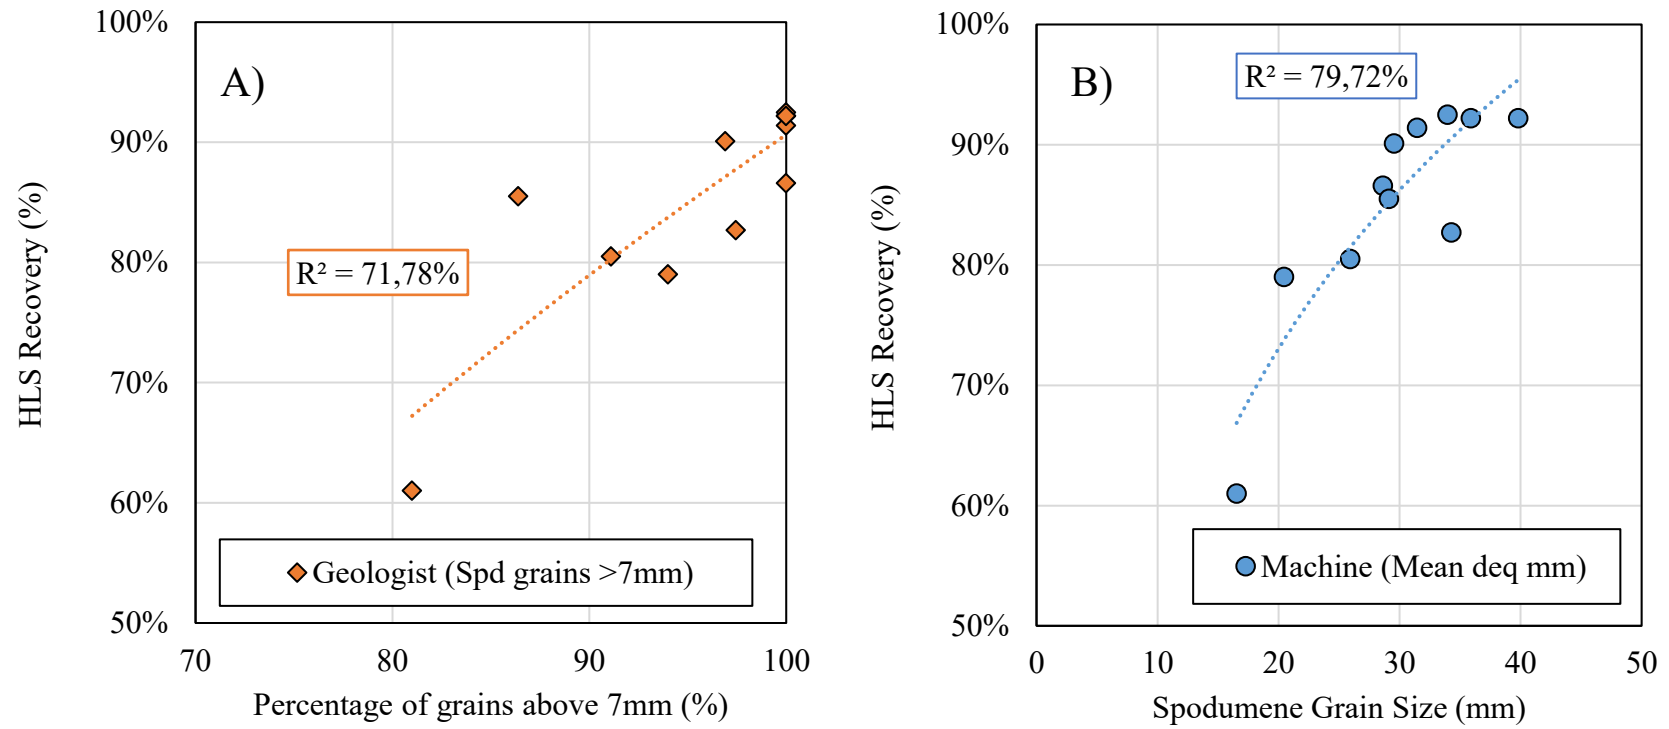 A)
R² = 71,78%
HLS Recovery (%)
100%
90%
80%
70%
60%
50%
Geologist (Spd grains >7mm)
70 80 90 100
Percentage of grains above 7mm (%)
B)
R² = 79,72%
HLS Recovery (%)
100%
90%
80%
70%
60%
50%
Machine (Mean deq mm)
0 10 20 30 40 50
Spodumene Grain Size (mm)